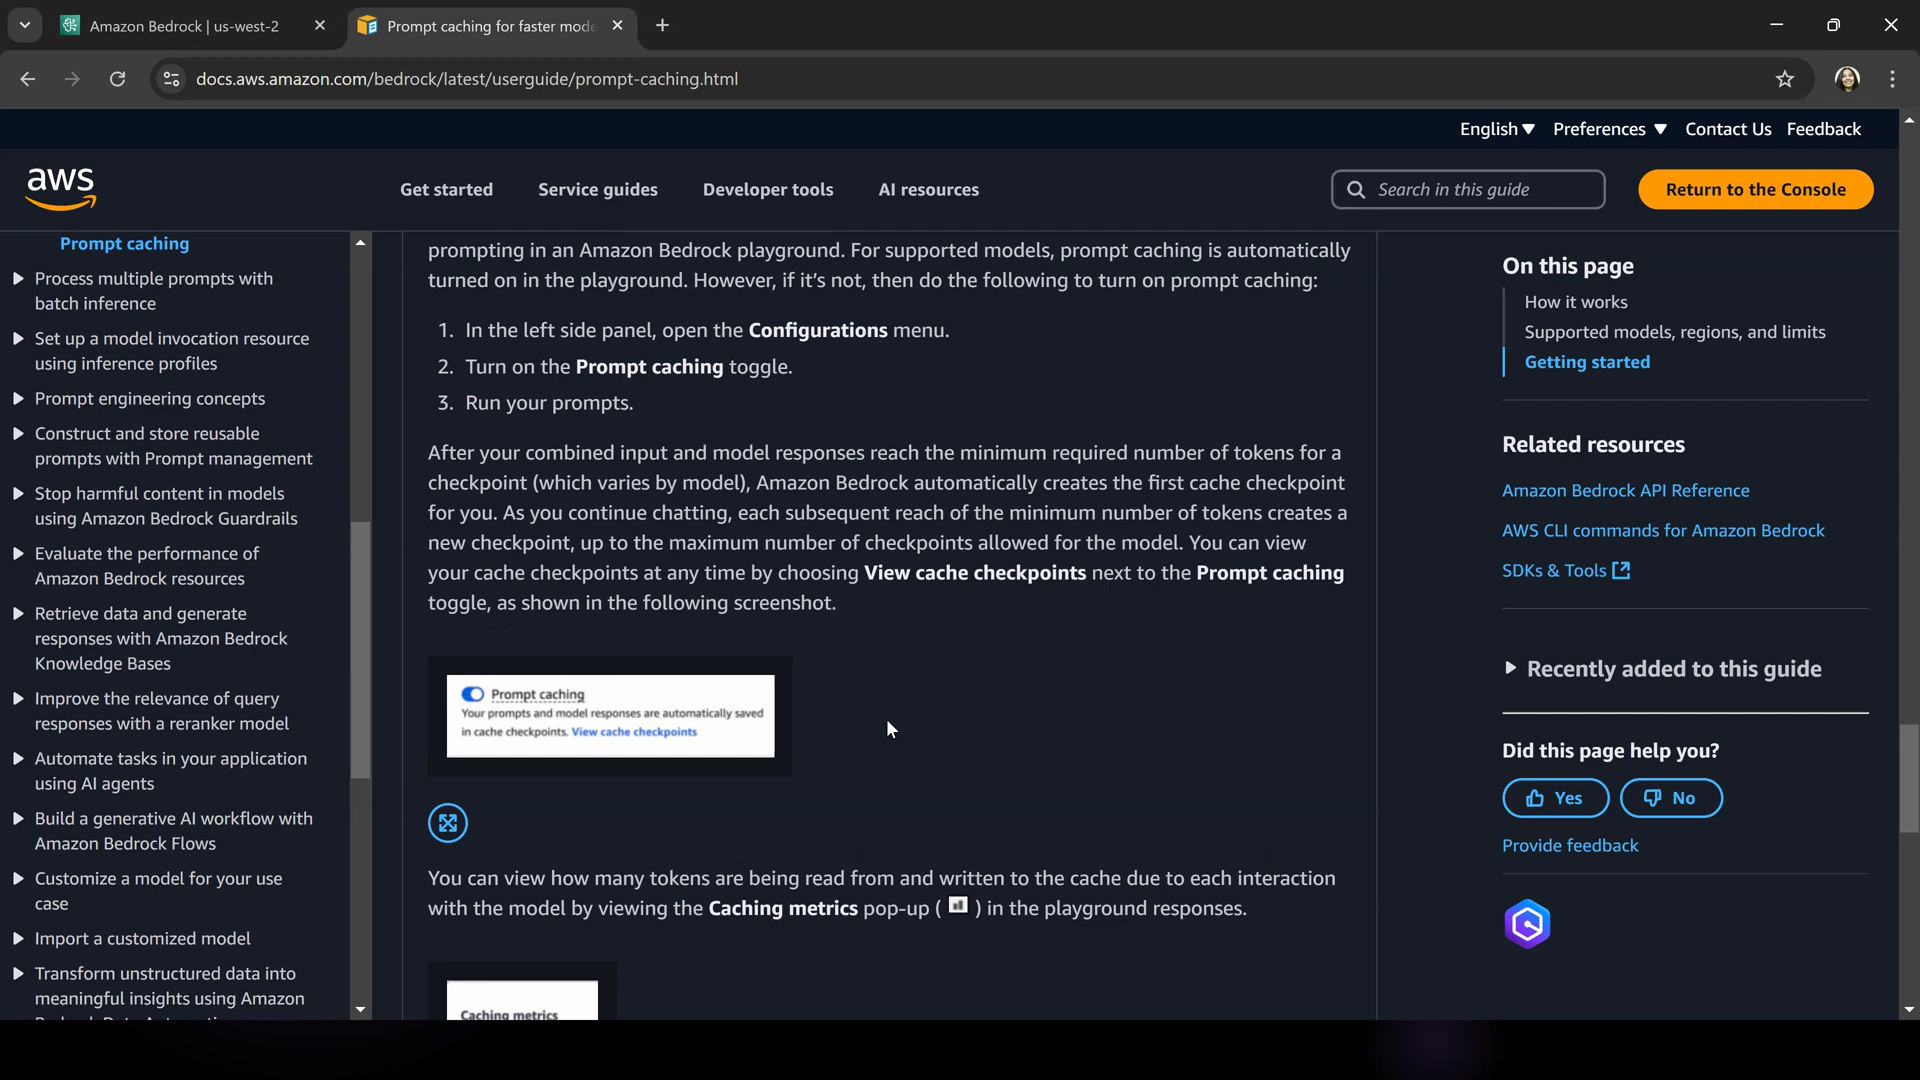 Amazon Bedrock | us-west-2
Prompt caching for faster mode
docs.aws.amazon.com/bedrock/latest/userguide/prompt-caching.html
English Preferences Contact Us Feedback
aws
Get started Service guides Developer tools AI resources
Search in this guide
Return to the Console
Prompt caching
Process multiple prompts with
batch inference
Set up a model invocation resource
using inference profiles
Prompt engineering concepts
Construct and store reusable
prompts with Prompt management
Stop harmful content in models
using Amazon Bedrock Guardrails
Evaluate the performance of
Amazon Bedrock resources
Retrieve data and generate
responses with Amazon Bedrock
Knowledge Bases
Improve the relevance of query
responses with a reranker model
Automate tasks in your application
using AI agents
Build a generative AI workflow with
Amazon Bedrock Flows
Customize a model for your use
case
Import a customized model
Transform unstructured data into
meaningful insights using Amazon
prompting in an Amazon Bedrock playground. For supported models, prompt caching is automatically
turned on in the playground. However, if it's not, then do the following to turn on prompt caching:
1. In the left side panel, open the Configurations menu.
2. Turn on the Prompt caching toggle.
3. Run your prompts.
After your combined input and model responses reach the minimum required number of tokens for a
checkpoint (which varies by model), Amazon Bedrock automatically creates the first cache checkpoint
for you. As you continue chatting, each subsequent reach of the minimum number of tokens creates a
new checkpoint, up to the maximum number of checkpoints allowed for the model. You can view
your cache checkpoints at any time by choosing View cache checkpoints next to the Prompt caching
toggle, as shown in the following screenshot.
Prompt caching
Your prompts and model responses are automatically saved
in cache checkpoints. View cache checkpoints
You can view how many tokens are being read from and written to the cache due to each interaction
with the model by viewing the Caching metrics pop-up ( ) in the playground responses.
Caching metrics
On this page
How it works
Supported models, regions, and limits
Getting started
Related resources
Amazon Bedrock API Reference
AWS CLI commands for Amazon Bedrock
SDKs & Tools
Recently added to this guide
Did this page help you?
Yes No
Provide feedback